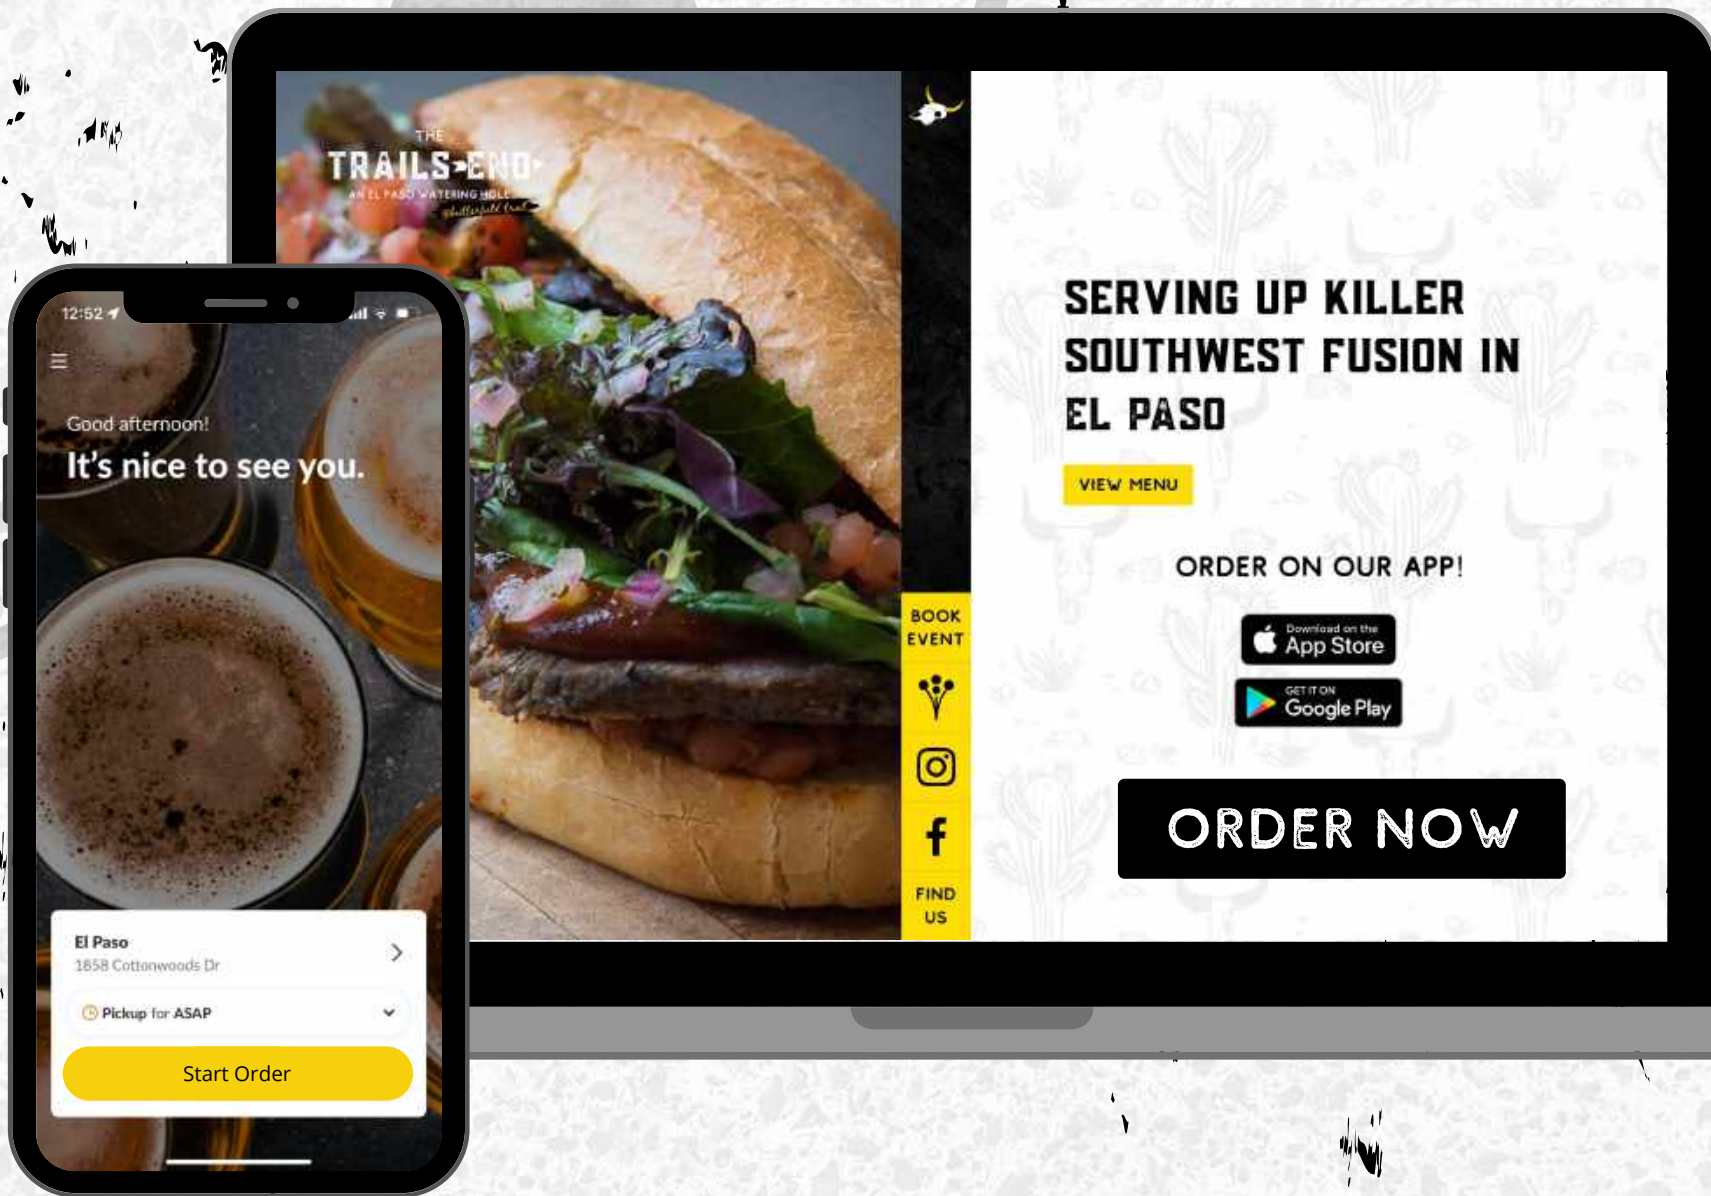 THE
TRAILS END
AN EL PASO WATERING HOLE
@butterfield trail
SERVING UP KILLER
SOUTHWEST FUSION IN
EL PASO
VIEW MENU
ORDER ON OUR APP!
Download on the
App Store
GET IT ON
Google Play
ORDER NOW
BOOK
EVENT
FIND
US
12:52
Good afternoon!
It's nice to see you.
El Paso
1858 Cottonwoods Dr
Pickup for ASAP
Start Order